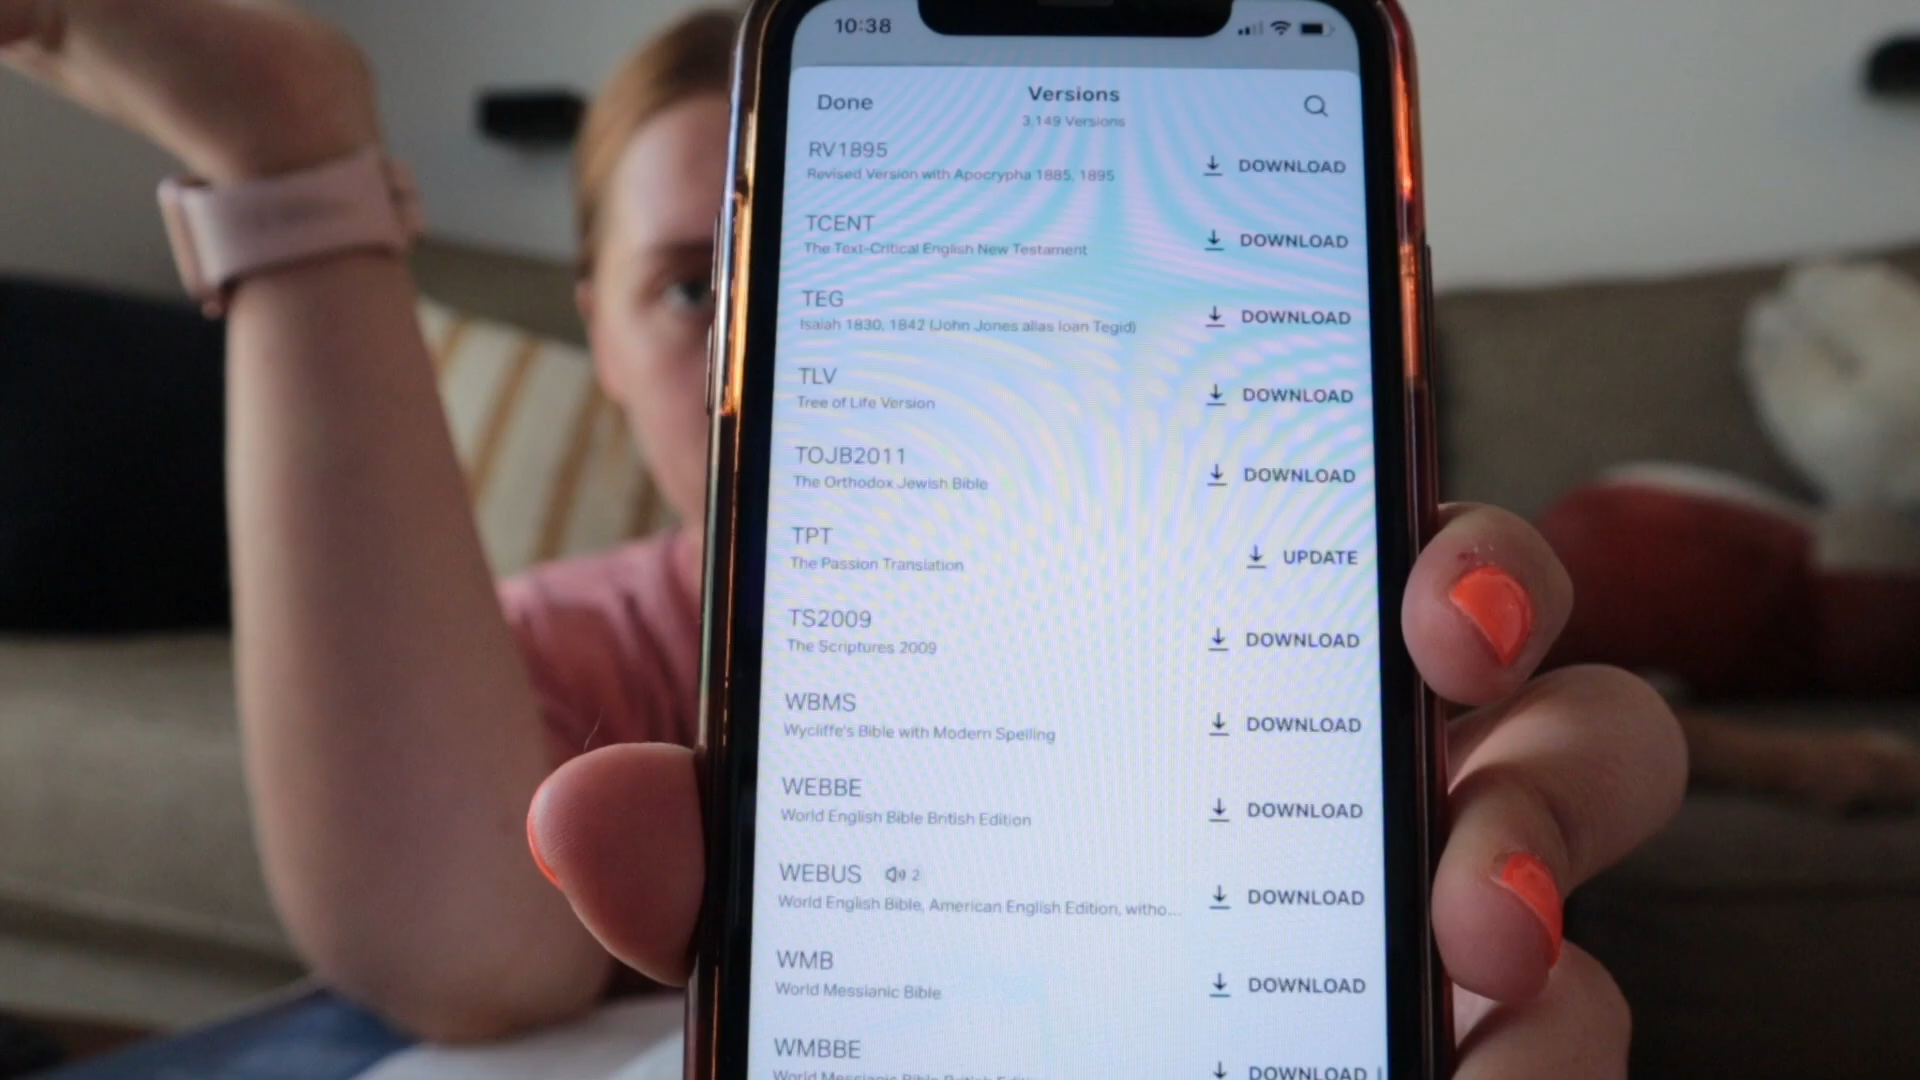 10:38
Done
Versions
3,149 Versions
RV1895
Revised Version with Apocrypha 1885, 1895
DOWNLOAD
TCENT
The Text-Critical English New Testament
DOWNLOAD
TEG
Isaiah 1830, 1842 (John Jones alias Ioan Tegid)
DOWNLOAD
TLV
Tree of Life Version
DOWNLOAD
TOJB2011
The Orthodox Jewish Bible
DOWNLOAD
TPT
The Passion Translation
UPDATE
TS2009
The Scriptures 2009
DOWNLOAD
WBMS
Wycliffe's Bible with Modern Spelling
DOWNLOAD
WEBBE
World English Bible British Edition
DOWNLOAD
WEBUS 2
World English Bible, American English Edition, witho...
DOWNLOAD
WMB
World Messianic Bible
DOWNLOAD
WMBBE
World Messianic Bible British
DOWNLOAD